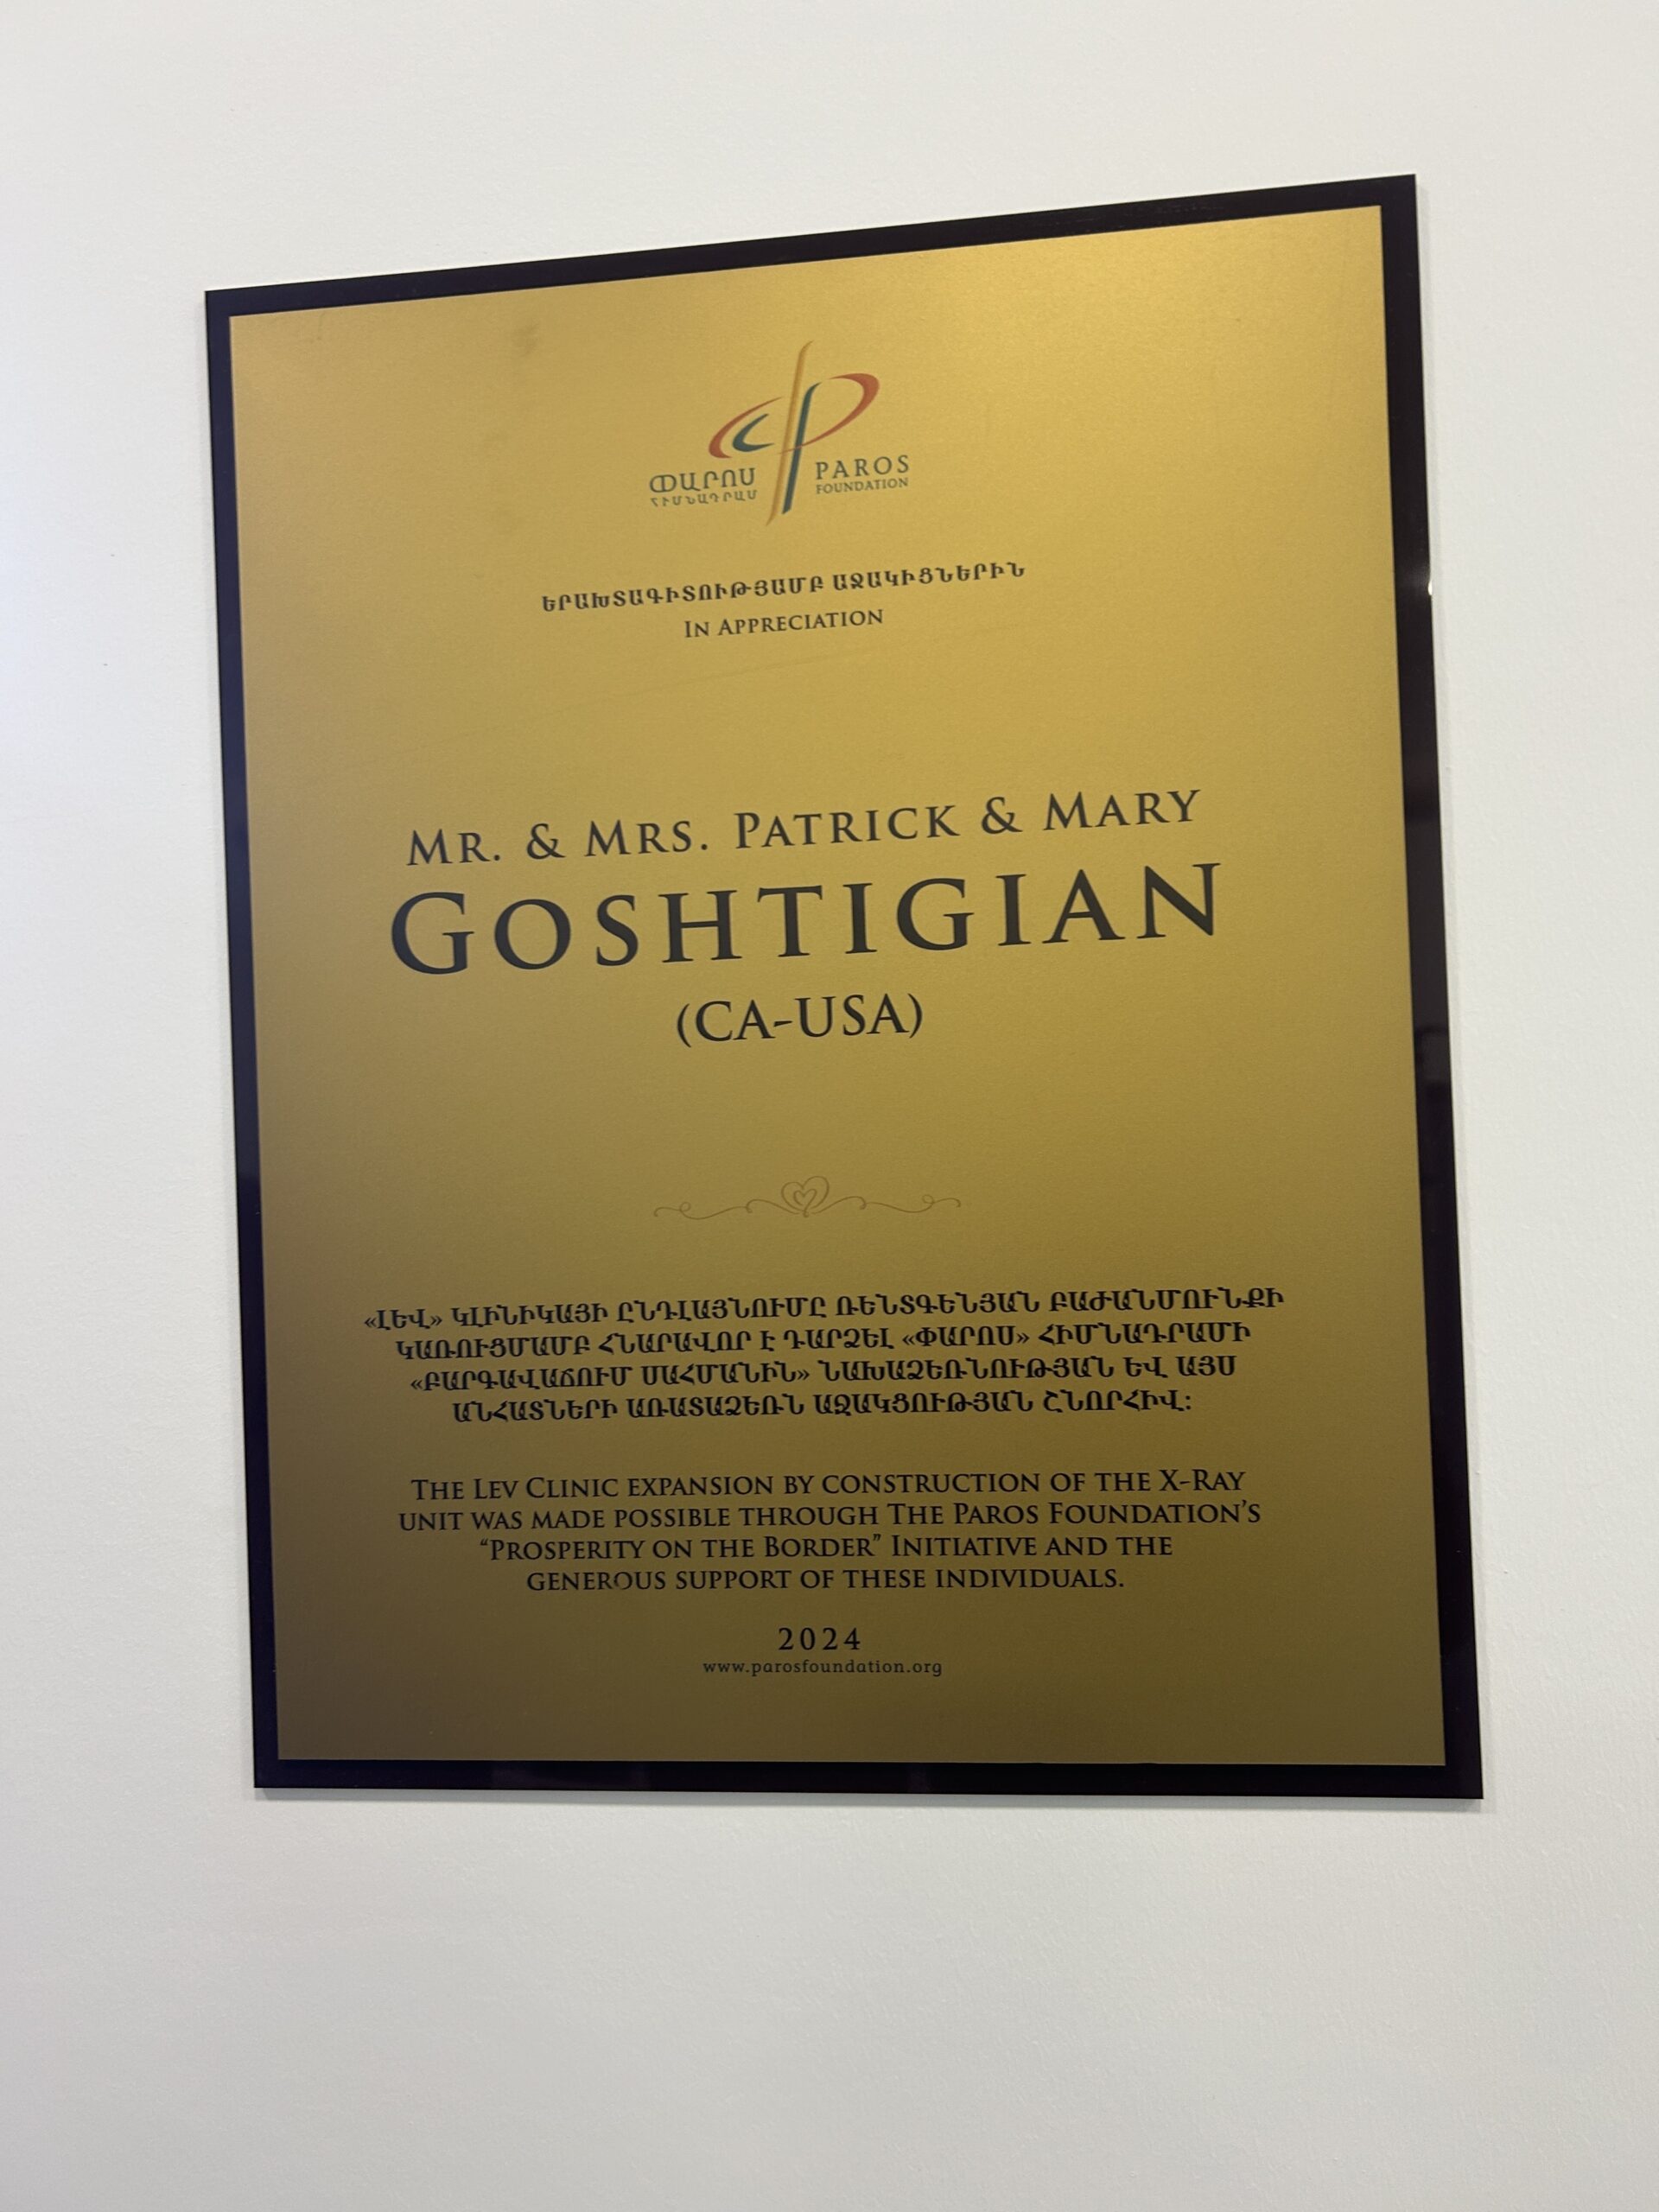 ՓԱՐՈՍ
ՀԻՄՆԱԴՐԱՄ
PAROS
FOUNDATION
ԵՐԱԽՏԱԳԻՏՈՒԹՅԱՄԲ ԱՋԱԿԻՑՆԵՐԻՆ
IN APPRECIATION
MR. & MRS. PATRICK & MARY
GOSHTIGIAN
(CA-USA)
«ԼԵՎ» ԿԼԻՆԻԿԱՅԻ ԸՆԴԼԱՅՆՈՒՄԸ ՌԵՆՏԳԵՆՅԱՆ ԲԱԺԱՆՄՈՒՆՔԻ
ԿԱՌՈՒՑՄԱՄԲ ՀՆԱՐԱՎՈՐ Է ԴԱՐՁԵԼ «ՓԱՐՈՍ» ՀԻՄՆԱԴՐԱՄԻ
«ԲԱՐԳԱՎԱՃՈՒՄ ՍԱՀՄԱՆԻՆ» ՆԱԽԱՁԵՌՆՈՒԹՅԱՆ ԵՎ ԱՅՍ
ԱՆՀԱՏՆԵՐԻ ԱՌԱՏԱՁԵՌՆ ԱՋԱԿՑՈՒԹՅԱՆ ՇՆՈՐՀԻՎ:
THE LEV CLINIC EXPANSION BY CONSTRUCTION OF THE X-RAY
UNIT WAS MADE POSSIBLE THROUGH THE PAROS FOUNDATION'S
"PROSPERITY ON THE BORDER" INITIATIVE AND THE
GENEROUS SUPPORT OF THESE INDIVIDUALS.
2024
www.parosfoundation.org